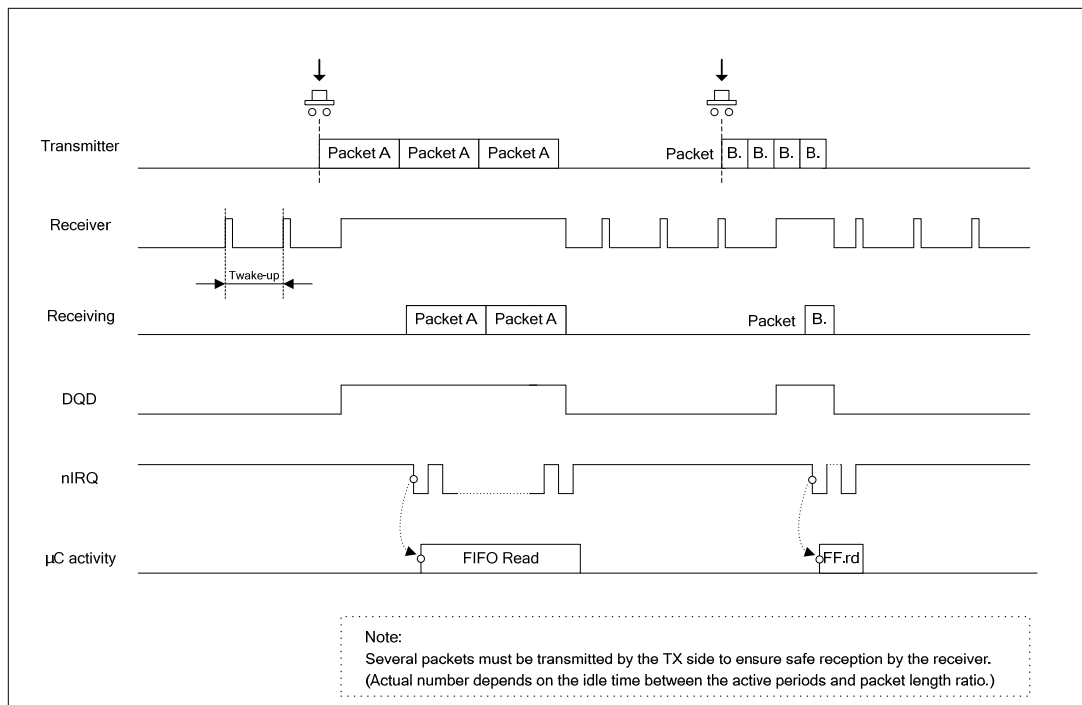 Transmitter
Packet A Packet A Packet A
Packet B. B. B. B.
Receiver
Twake-up
Receiving
Packet A Packet A
Packet B.
DQD
nIRQ
µC activity
FIFO Read
FF.rd
Note:
Several packets must be transmitted by the TX side to ensure safe reception by the receiver.
(Actual number depends on the idle time between the active periods and packet length ratio.)